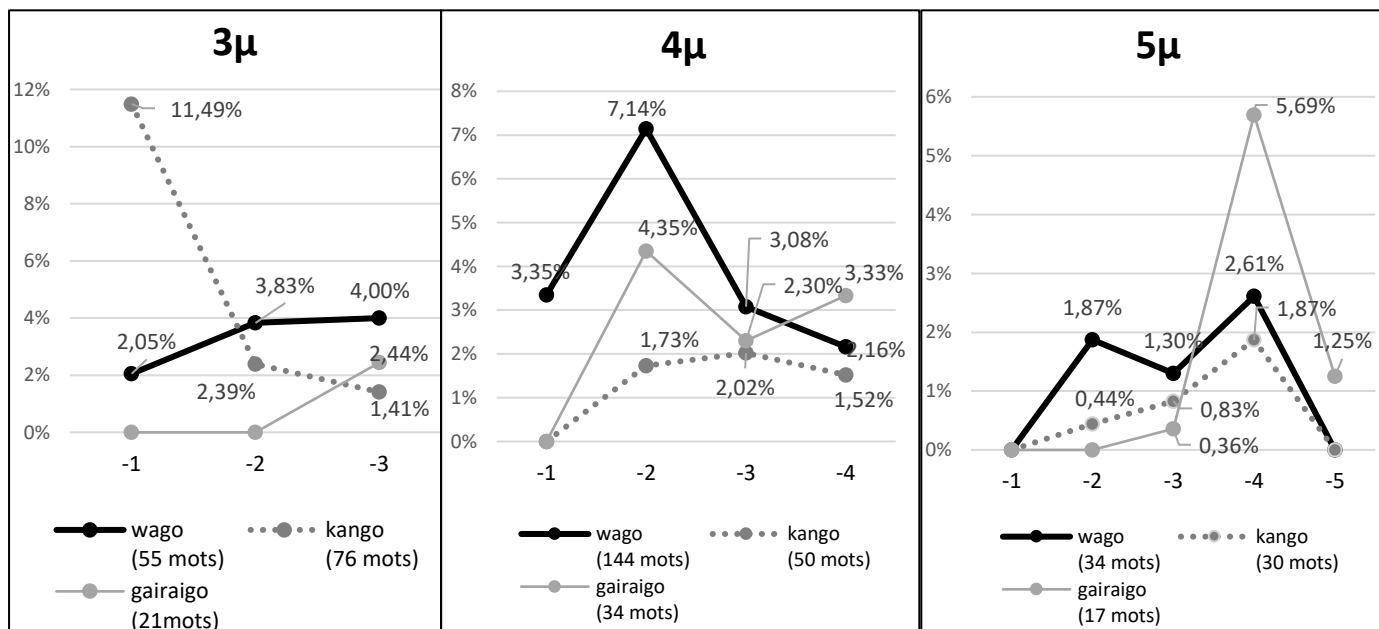 3µ
12%
10%
8%
6%
4%
2%
0%
11,49%
2,05%
3,83%
4,00%
2,39%
2,44%
1,41%
-1 -2 -3
wago
(55 mots)
kango
(76 mots)
gairaigo
(21mots)
4µ
8%
7%
6%
5%
4%
3%
2%
1%
0%
7,14%
4,35%
3,35%
3,08%
2,30%
3,33%
1,73%
2,02%
2,16%
1,52%
-1 -2 -3 -4
wago
(144 mots)
kango
(50 mots)
gairaigo
(34 mots)
5µ
6%
5%
4%
3%
2%
1%
0%
5,69%
2,61%
1,87%
1,30%
1,87%
1,25%
0,44%
0,83%
0,36%
-1 -2 -3 -4 -5
wago
(34 mots)
kango
(30 mots)
gairaigo
(17 mots)